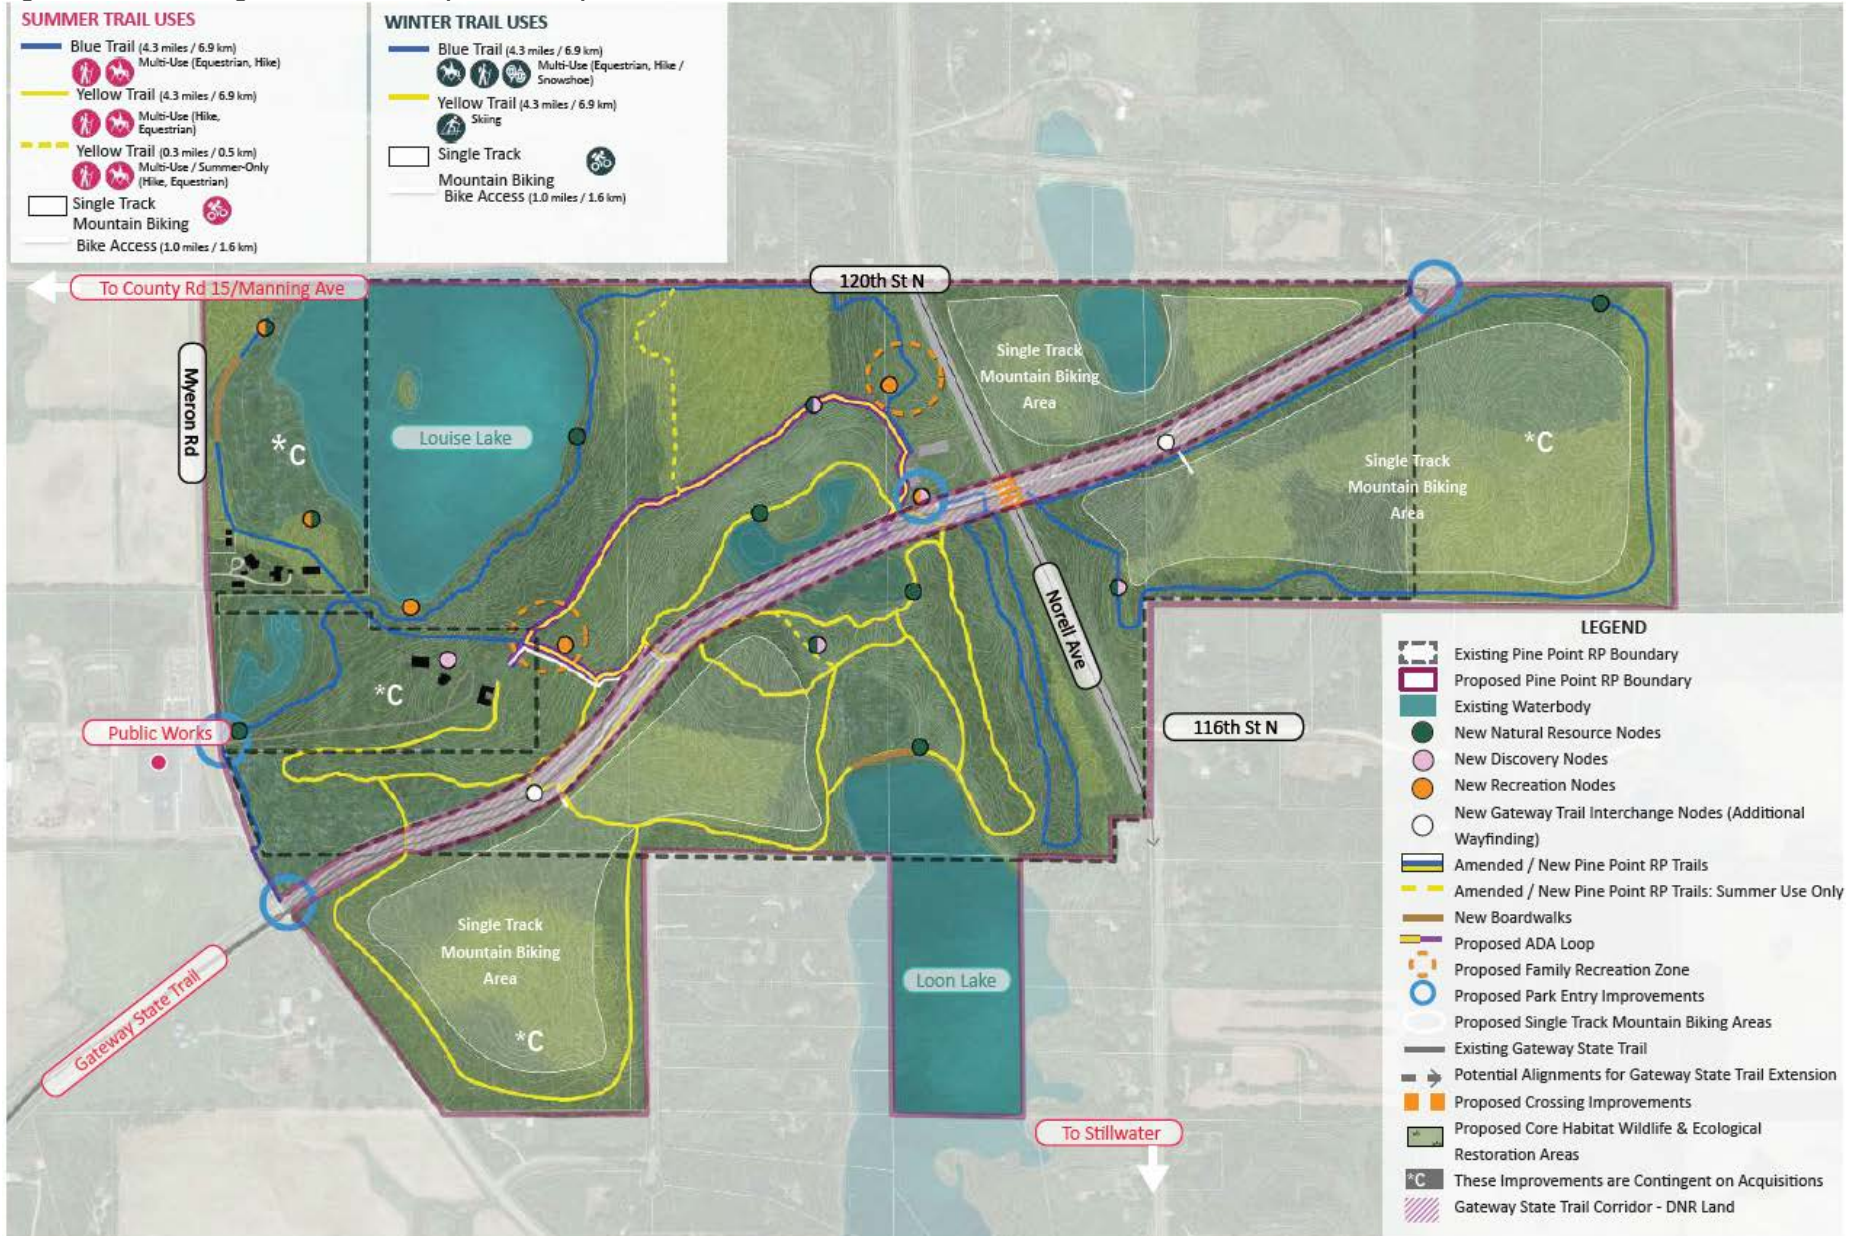 SUMMER TRAIL USES
Blue Trail (4.3 miles / 6.9 km)
Multi-Use (Equestrian, Hike)
Yellow Trail (4.3 miles / 6.9 km)
Multi-Use (Hike,
Equestrian)
Yellow Trail (0.3 miles / 0.5 km)
Multi-Use / Summer-Only
(Hike, Equestrian)
Single Track
Mountain Biking
Bike Access (1.0 miles / 1.6 km)
WINTER TRAIL USES
Blue Trail (4.3 miles / 6.9 km)
Multi-Use (Equestrian, Hike /
Snowshoe)
Yellow Trail (4.3 miles / 6.9 km)
Skiing
Single Track
Mountain Biking
Bike Access (1.0 miles / 1.6 km)
To County Rd 15/Manning Ave
120th St N
Myeron Rd
Louise Lake
*C
Single Track
Mountain Biking
Area
*C
Single Track
Mountain Biking
Area
Norell Ave
*C
Public Works
116th St N
Single Track
Mountain Biking
Area
*C
Loon Lake
Gateway State Trail
To Stillwater
LEGEND
Existing Pine Point RP Boundary
Proposed Pine Point RP Boundary
Existing Waterbody
New Natural Resource Nodes
New Discovery Nodes
New Recreation Nodes
New Gateway Trail Interchange Nodes (Additional
Wayfinding)
Amended / New Pine Point RP Trails
Amended / New Pine Point RP Trails: Summer Use Only
New Boardwalks
Proposed ADA Loop
Proposed Family Recreation Zone
Proposed Park Entry Improvements
Proposed Single Track Mountain Biking Areas
Existing Gateway State Trail
Potential Alignments for Gateway State Trail Extension
Proposed Crossing Improvements
Proposed Core Habitat Wildlife & Ecological
Restoration Areas
*C These Improvements are Contingent on Acquisitions
Gateway State Trail Corridor - DNR Land